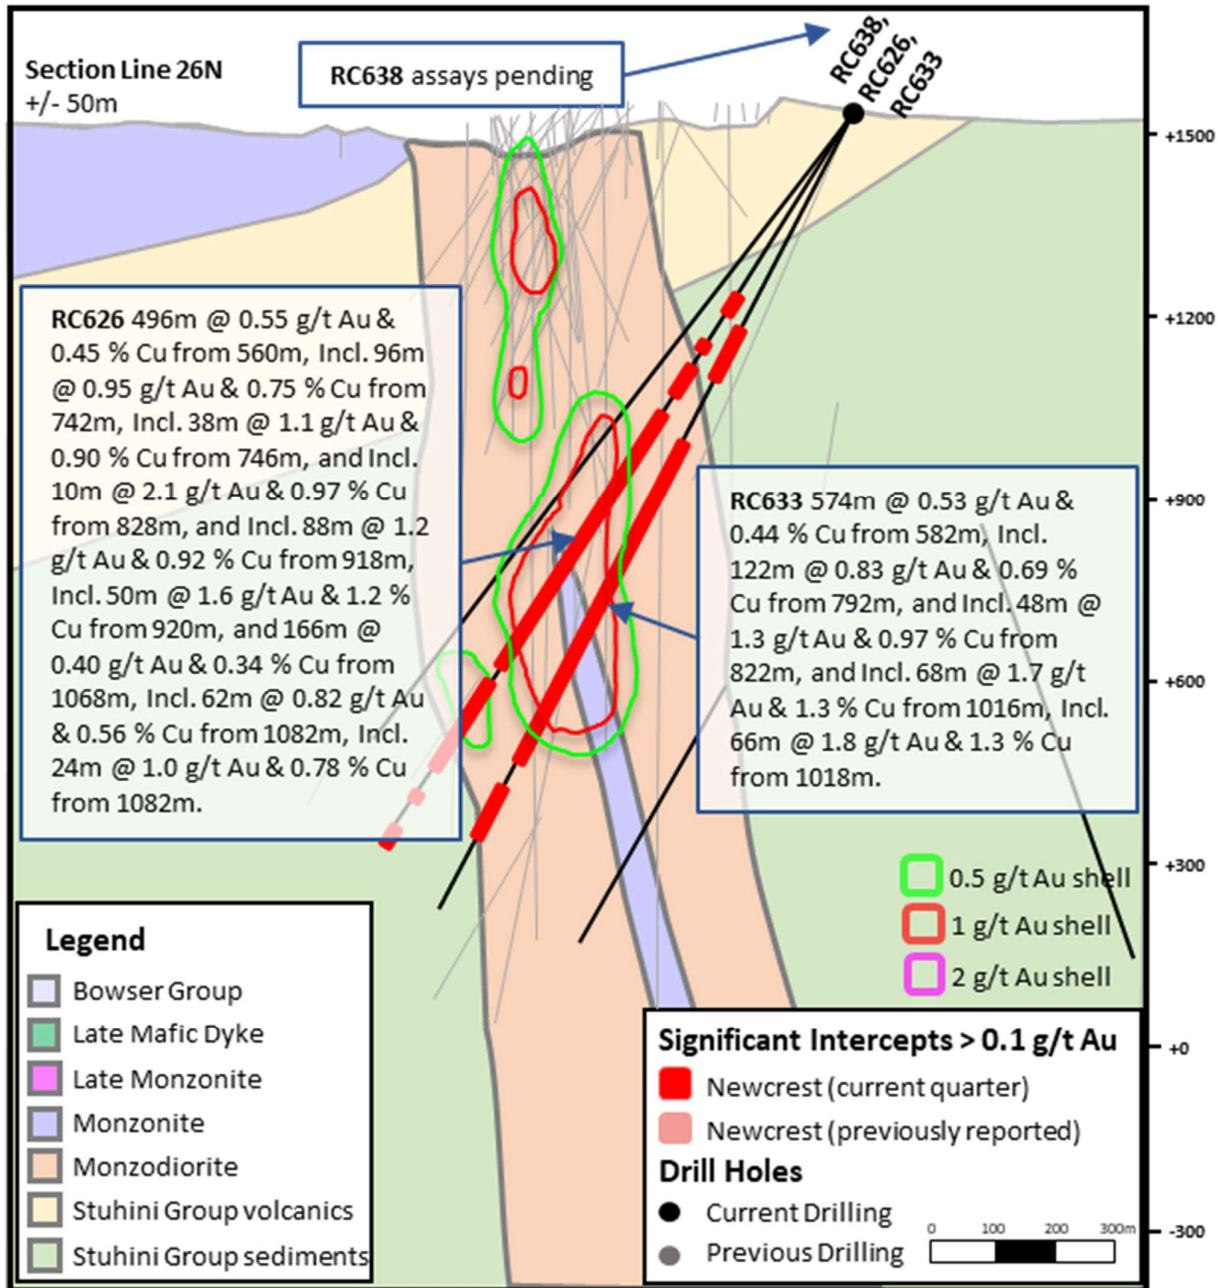 Section Line 26N
+/- 50m
RC638 assays pending
RC638,
RC626,
RC633
+1500
+1200
+900
+600
+300
+0
-300
RC626 496m @ 0.55 g/t Au &
0.45 % Cu from 560m, Incl. 96m
@ 0.95 g/t Au & 0.75 % Cu from
742m, Incl. 38m @ 1.1 g/t Au &
0.90 % Cu from 746m, and Incl.
10m @ 2.1 g/t Au & 0.97 % Cu
from 828m, and Incl. 88m @ 1.2
g/t Au & 0.92 % Cu from 918m,
Incl. 50m @ 1.6 g/t Au & 1.2 %
Cu from 920m, and 166m @
0.40 g/t Au & 0.34 % Cu from
1068m, Incl. 62m @ 0.82 g/t Au
& 0.56 % Cu from 1082m, Incl.
24m @ 1.0 g/t Au & 0.78 % Cu
from 1082m.
RC633 574m @ 0.53 g/t Au &
0.44 % Cu from 582m, Incl.
122m @ 0.83 g/t Au & 0.69 %
Cu from 792m, and Incl. 48m @
1.3 g/t Au & 0.97 % Cu from
822m, and Incl. 68m @ 1.7 g/t
Au & 1.3 % Cu from 1016m, Incl.
66m @ 1.8 g/t Au & 1.3 % Cu
from 1018m.
0.5 g/t Au shell
1 g/t Au shell
2 g/t Au shell
Legend
Bowser Group
Late Mafic Dyke
Late Monzonite
Monzonite
Monzodiorite
Stuhini Group volcanics
Stuhini Group sediments
Significant Intercepts > 0.1 g/t Au
Newcrest (current quarter)
Newcrest (previously reported)
Drill Holes
Current Drilling
Previous Drilling
0 100 200 300m